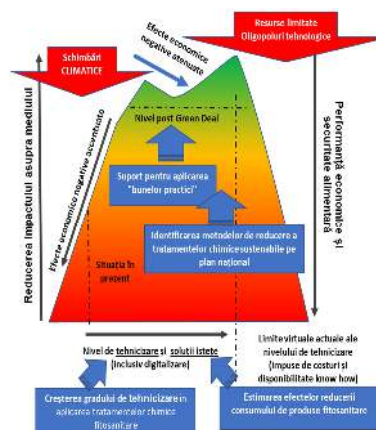 Resurse limitate
Oligopoluri tehnologice
Efecte economice
negative atenuate
Schimbări
CLIMATICE
Nivel post Green Deal
Suport pentru aplicarea
"bunelor practici"
Identificarea metodelor de reducere a
tratamentelor chimice sustenabile pe
plan național
Situația în
prezent
Reducerea impactului asupra mediului
Efecte economice negative accentuate
Performanță economice și
securitate alimentară
Nivel de tehnicizare și soluții istete
(inclusiv digitalizare)
Limite virtuale actuale ale
nivelului de tehnicizare
(impuse de costuri și
disponibilitate know how)
Creșterea gradului de tehnicizare in
aplicarea tratamentelor chimice
fitosanitare
Estimarea efectelor reducerii
consumului de produse fitosanitare